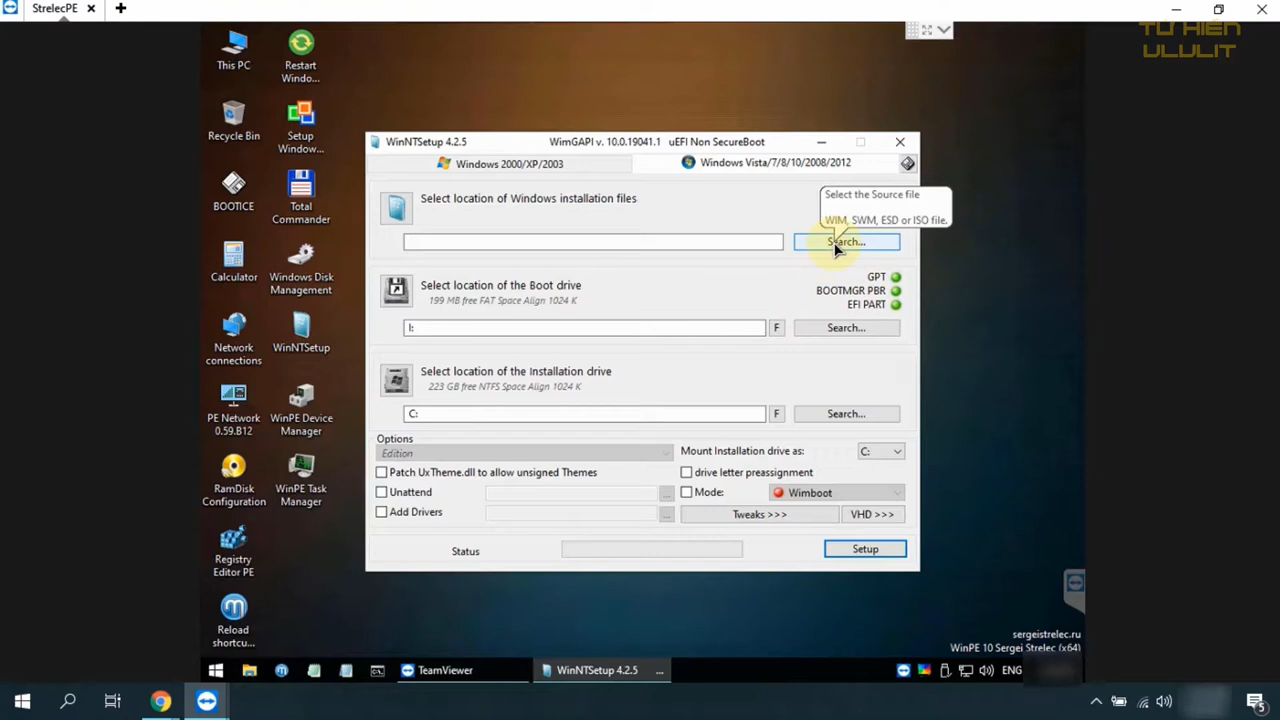 StrelecPE
TU HIEN
ULULIT
This PC
Restart
Windo...
Recycle Bin
Setup
Window...
BOOTICE
Total
Commander
Calculator
Windows Disk
Management
Network
connections
WinNTSetup
PE Network
0.59.B12
WinPE Device
Manager
RamDisk
Configuration
WinPE Task
Manager
Registry
Editor PE
Reload
shortcu...
WinNTSetup 4.2.5
WimGAPI v. 10.0.19041.1
uEFI Non SecureBoot
Windows 2000/XP/2003
Windows Vista/7/8/10/2008/2012
Select location of Windows installation files
Select the Source file
WIM, SWM, ESD or ISO file.
Search...
Select location of the Boot drive
199 MB free FAT Space Align 1024 K
GPT
BOOTMGR PBR
EFI PART
I:
F
Search...
Select location of the Installation drive
223 GB free NTFS Space Align 1024 K
C:
F
Search...
Options
Edition
Mount Installation drive as:
C:
Patch UxTheme.dll to allow unsigned Themes
drive letter preassignment
Unattend
...
Mode:
Wimboot
Add Drivers
...
Tweaks >>>
VHD >>>
Status
Setup
sergeistrelec.ru
WinPE 10 Sergei Strelec (x64)
TeamViewer
WinNTSetup 4.2.5
...
ENG
5